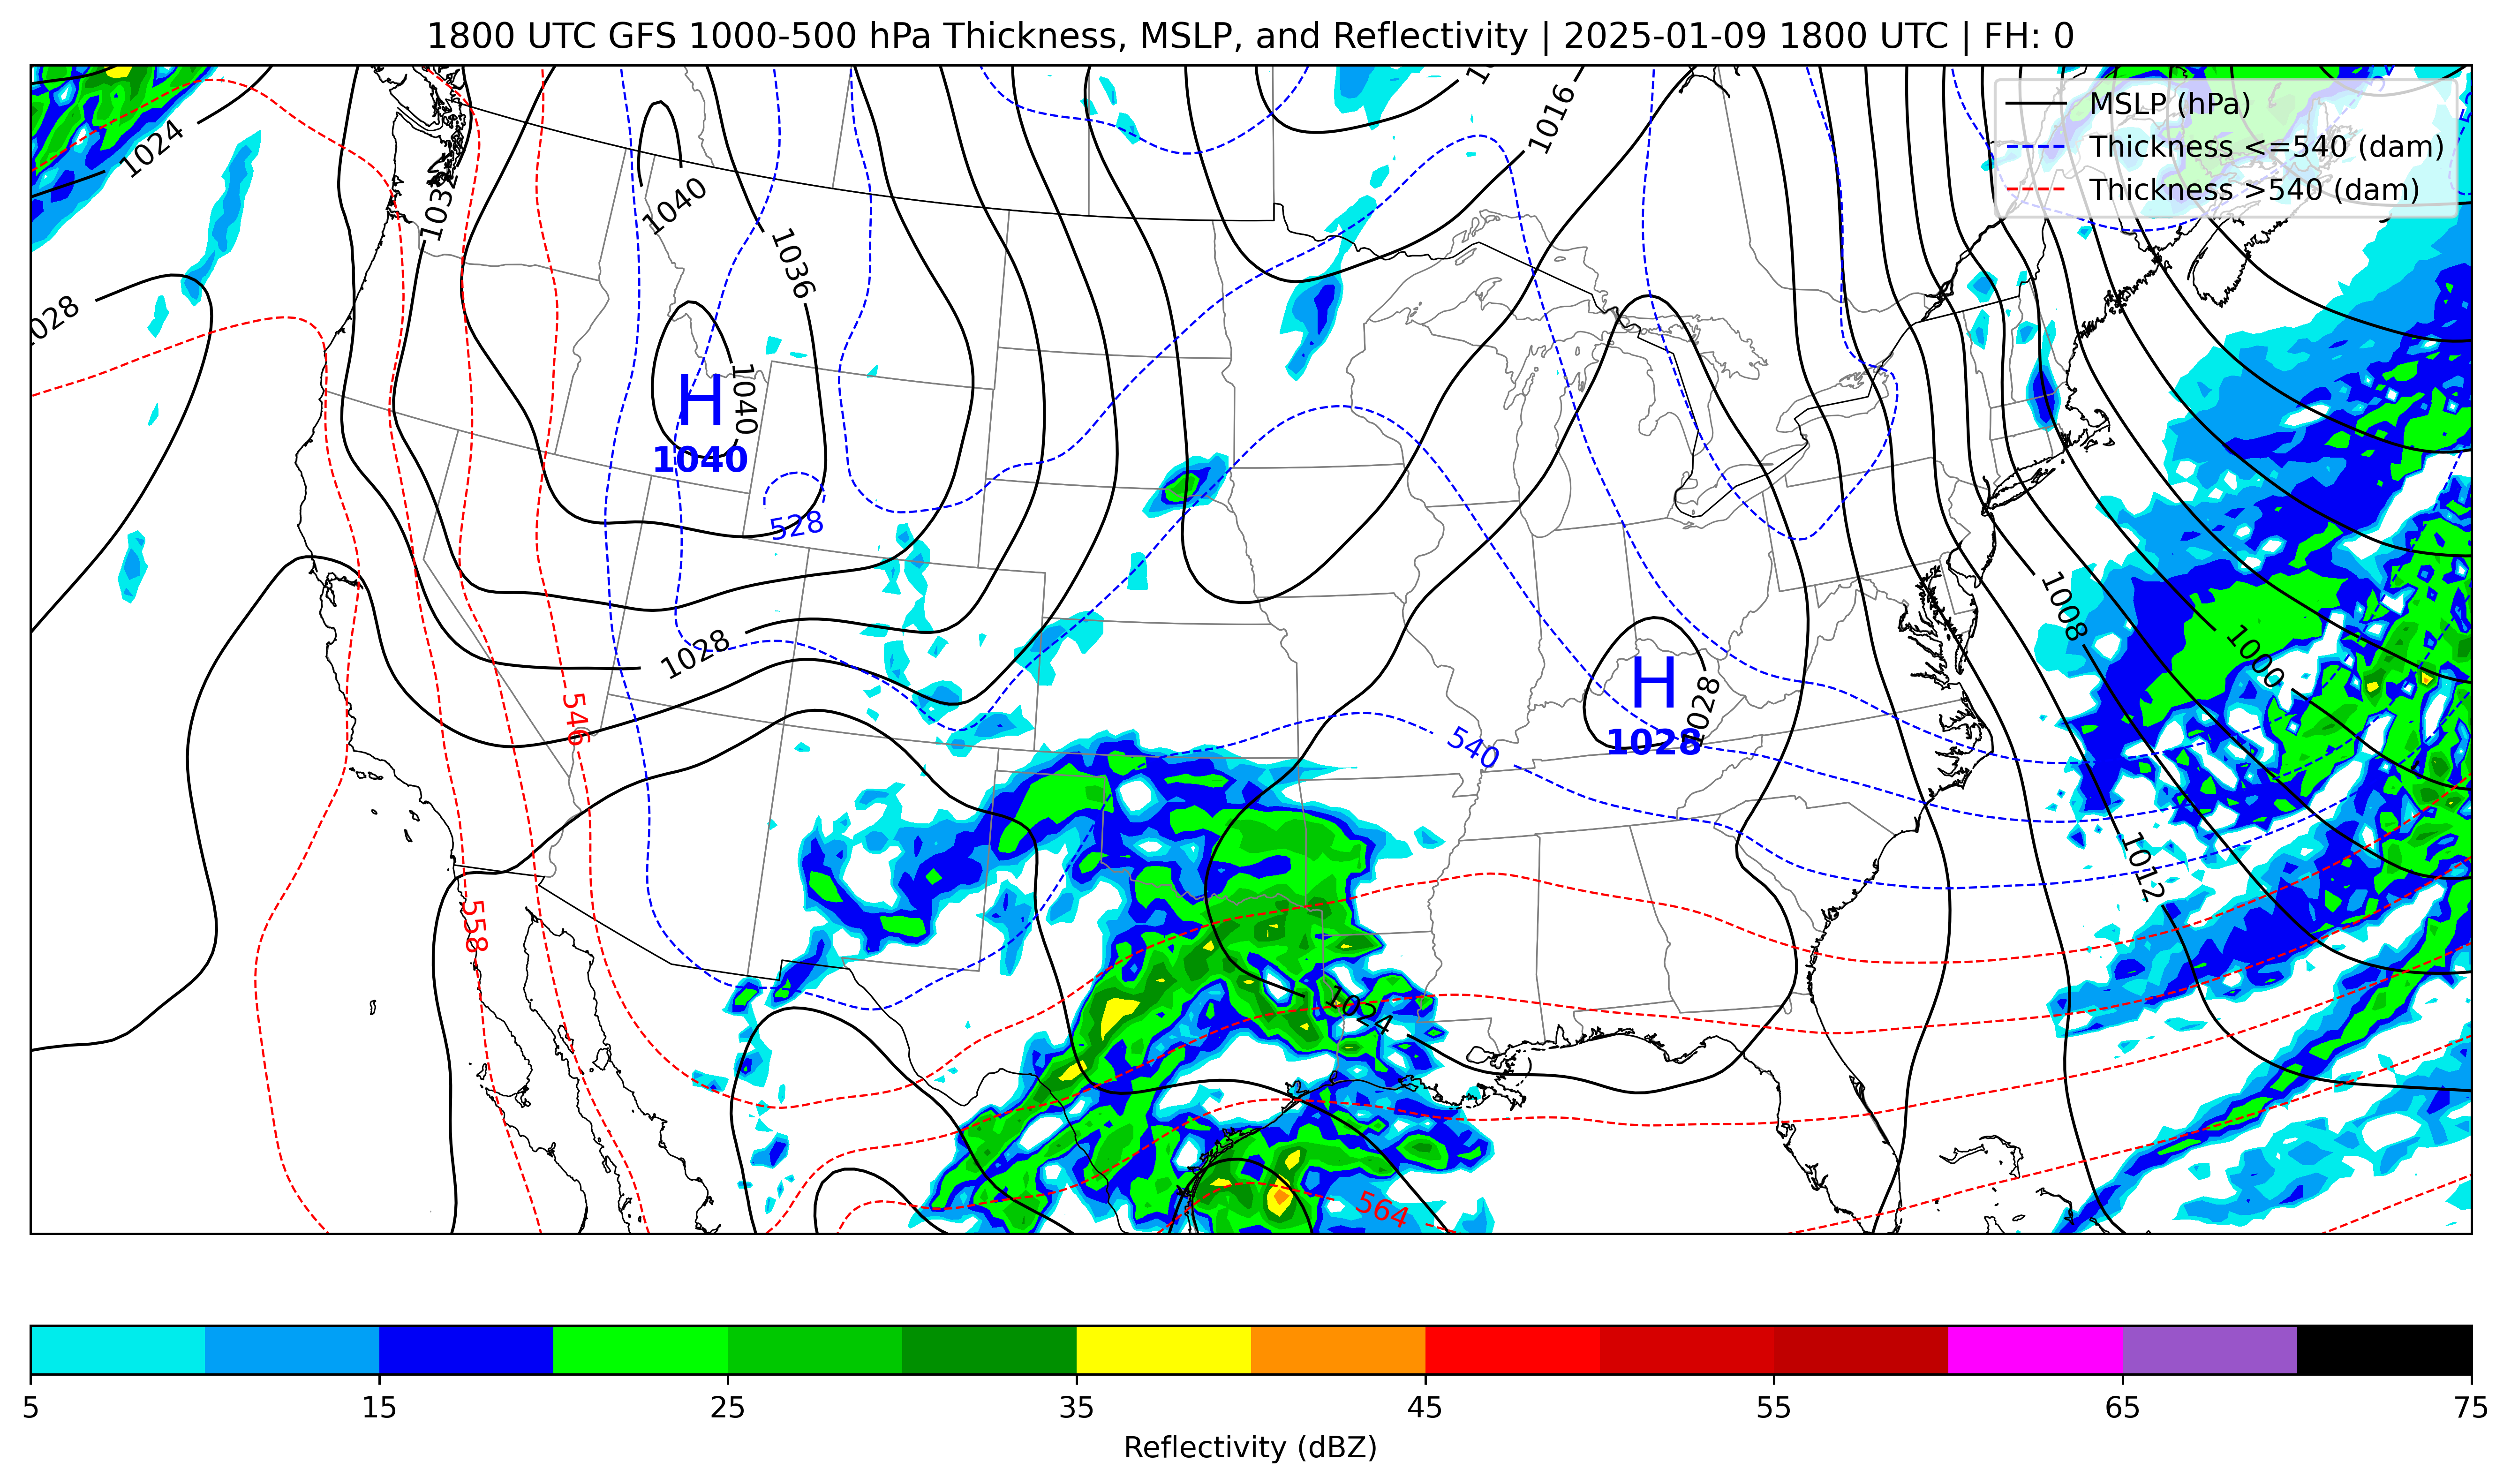 1800 UTC GFS 1000-500 hPa Thickness, MSLP, and Reflectivity | 2025-01-09 1800 UTC | FH: 0
MSLP (hPa)
Thickness <=540 (dam)
Thickness >540 (dam)
1024
1016
1032
1040
1036
1028
H
1040
1040
528
1008
1028
1000
H
1028
1028
546
540
1012
558
1024
564
5 15 25 35 45 55 65 75
Reflectivity (dBZ)